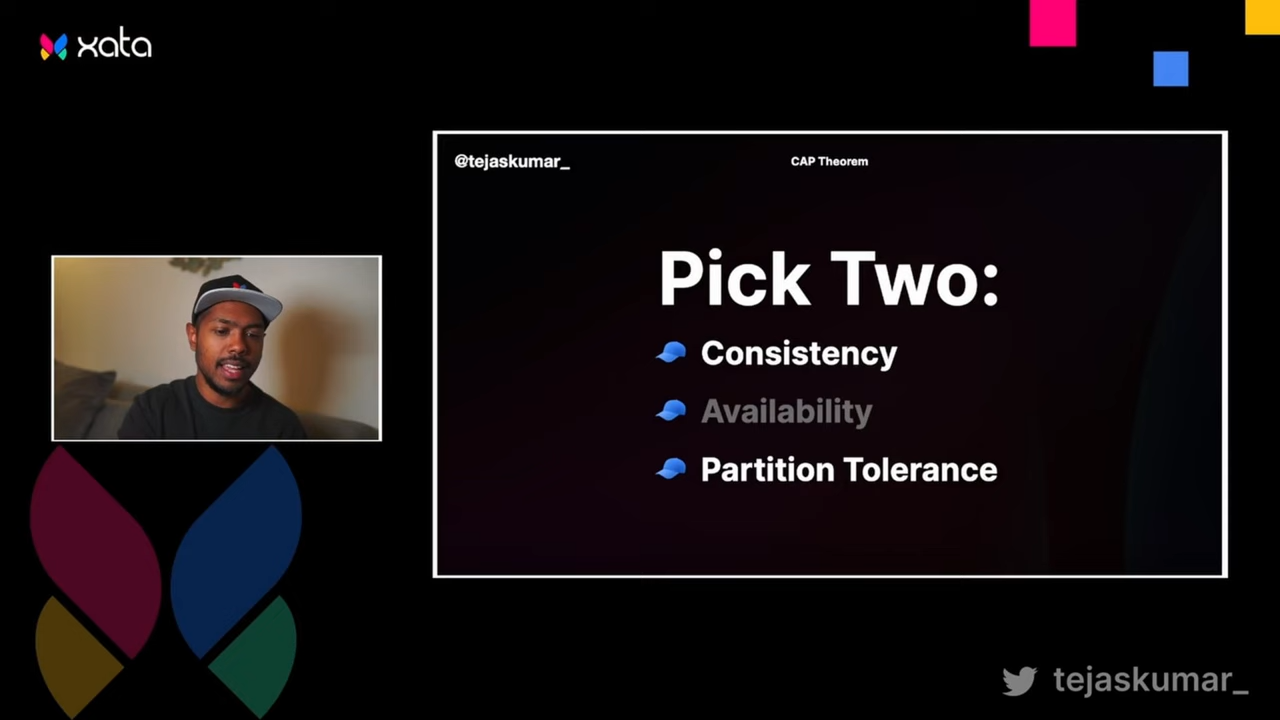 xata
@tejaskumar_
CAP Theorem
Pick Two:
Consistency
Availability
Partition Tolerance
tejaskumar_